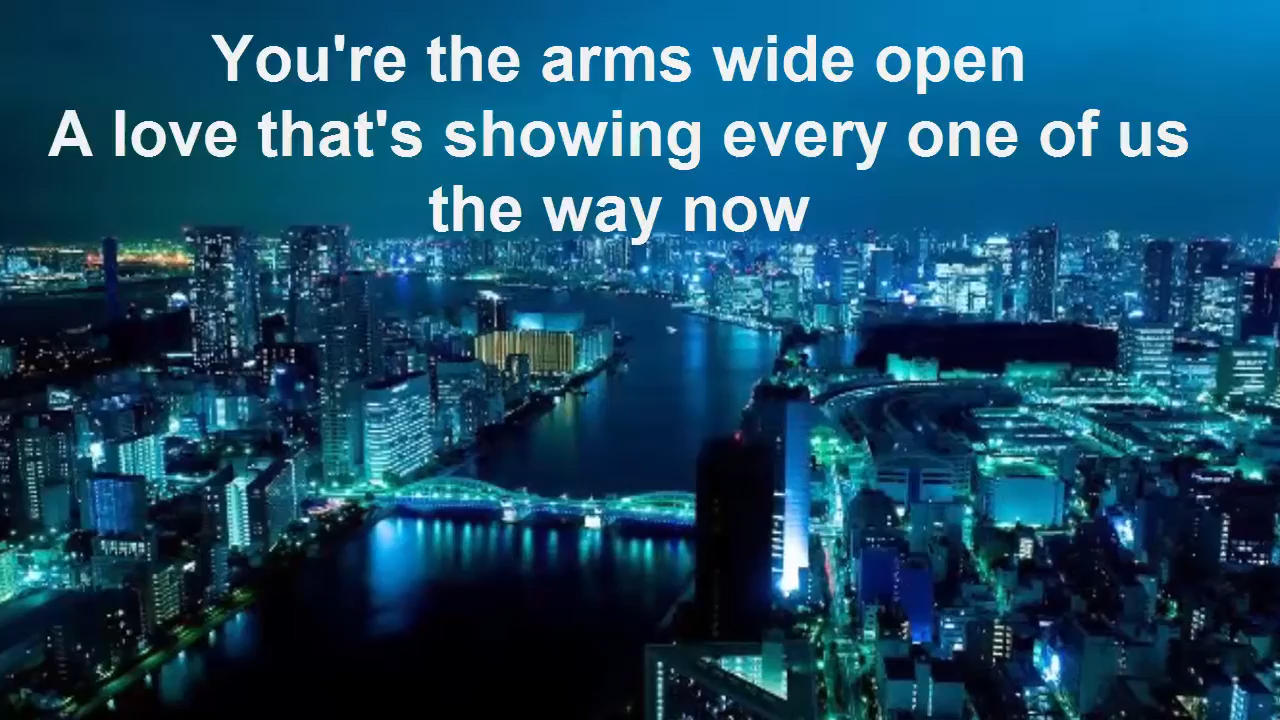 You're the arms wide open
A love that's showing every one of us
the way now